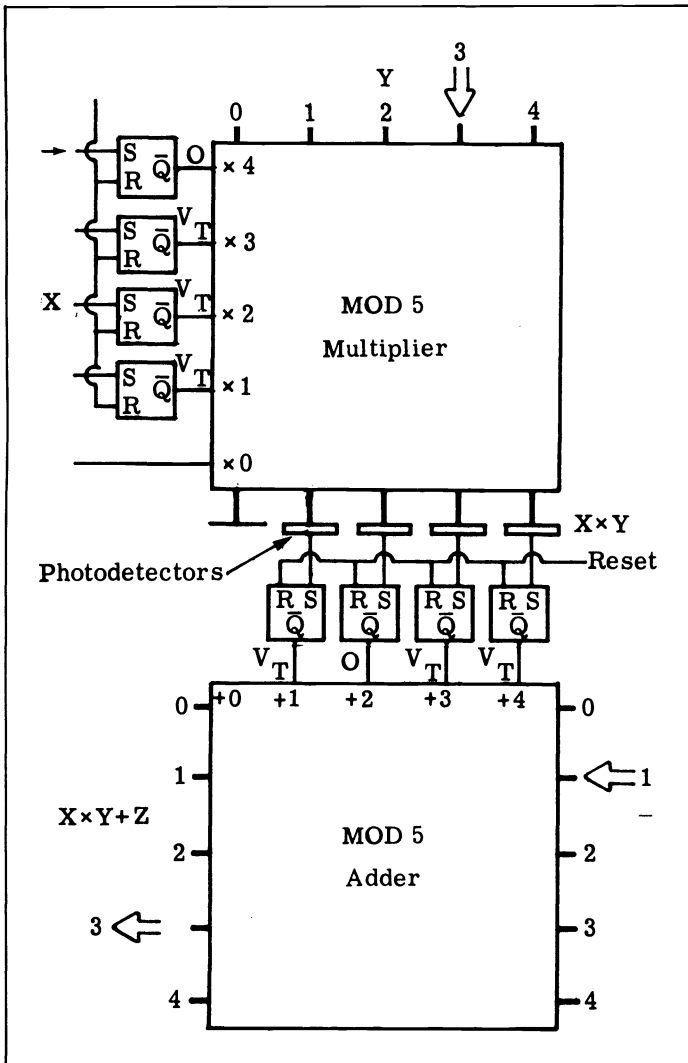 3
Y
0 1 2 4
S R Q̅ O ×4
S R Q̅ V_T ×3
X S R Q̅ V_T ×2
S R Q̅ V_T ×1
×0
MOD 5
Multiplier
X×Y
Photodetectors
Reset
R S R S R S R S
Q̅ Q̅ Q̅ Q̅
V_T O V_T V_T
+0 +1 +2 +3 +4
0 0
1 1
X×Y+Z
MOD 5
2 2
Adder
3 3
4 4